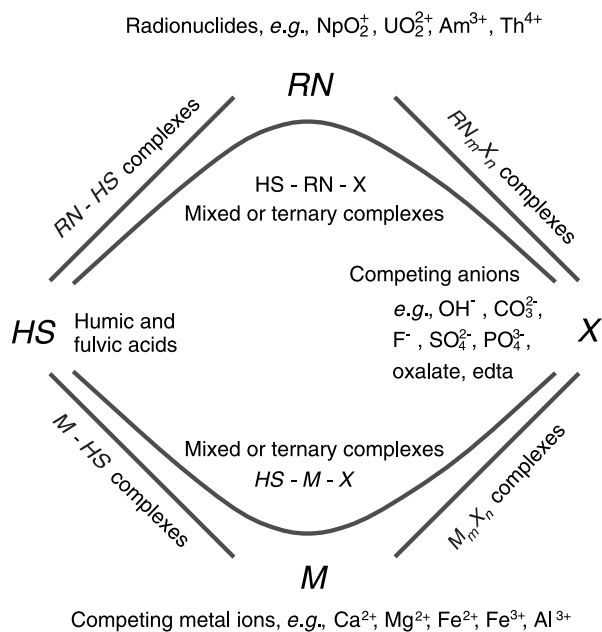 Radionuclides, e.g., NpO₂⁺, UO₂²⁺, Am³⁺, Th⁴⁺
RN
RN - HS complexes
RNₘXₙ complexes
HS - RN - X
Mixed or ternary complexes
Competing anions
e.g., OH⁻ , CO₃²⁻,
F⁻ , SO₄²⁻, PO₄³⁻,
oxalate, edta
HS
Humic and
fulvic acids
X
Mixed or ternary complexes
HS - M - X
M - HS complexes
MₘXₙ complexes
M
Competing metal ions, e.g., Ca²⁺, Mg²⁺, Fe²⁺, Fe³⁺, Al³⁺